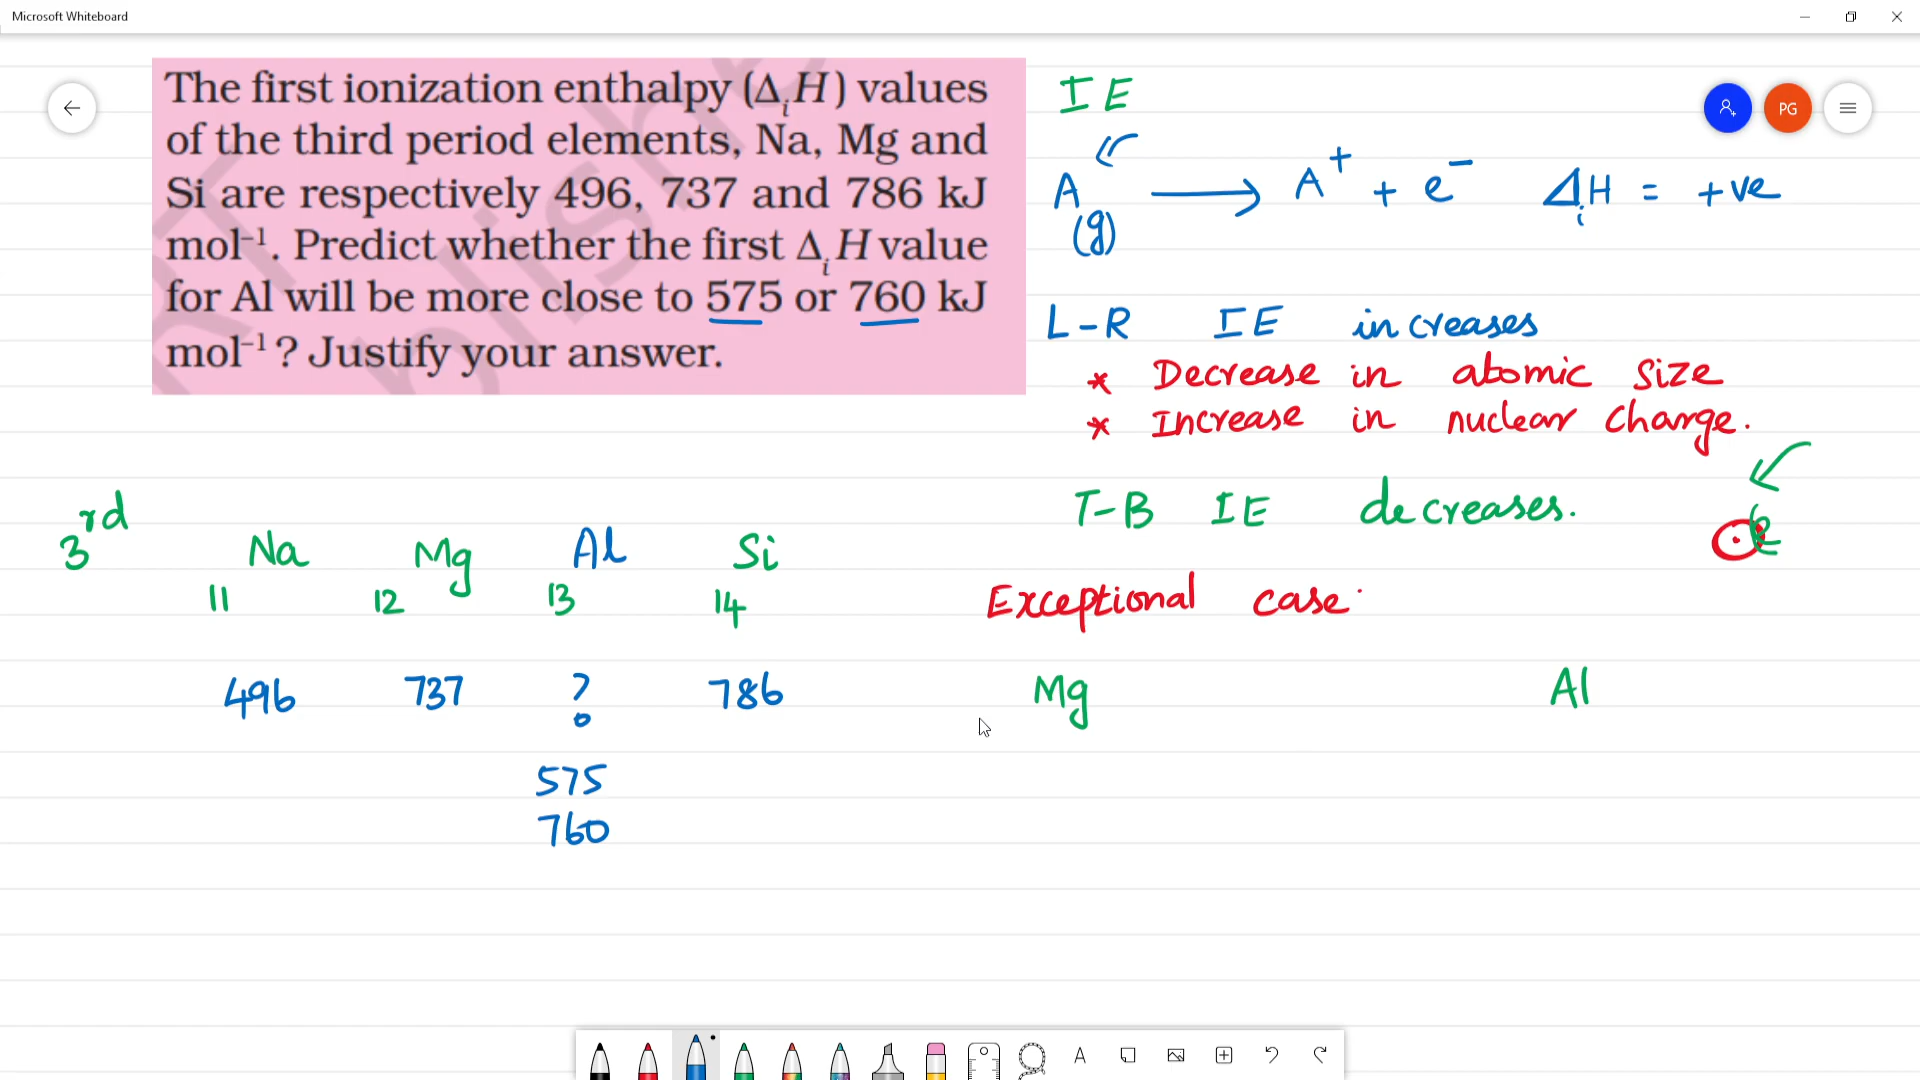 Microsoft Whiteboard
The first ionization enthalpy (ΔᵢH) values
of the third period elements, Na, Mg and
Si are respectively 496, 737 and 786 kJ
mol⁻¹. Predict whether the first ΔᵢH value
for Al will be more close to 575 or 760 kJ
mol⁻¹ ? Justify your answer.
IE
A(g) ⟶ A⁺ + e⁻ ΔᵢH = +ve
PG
L-R IE increases
* Decrease in atomic size
* Increase in nuclear charge.
T-B IE decreases.
3rd Na Mg Al Si
11 12 13 14
Exceptional case.
496 737 ? 786
Mg Al
575
760
A